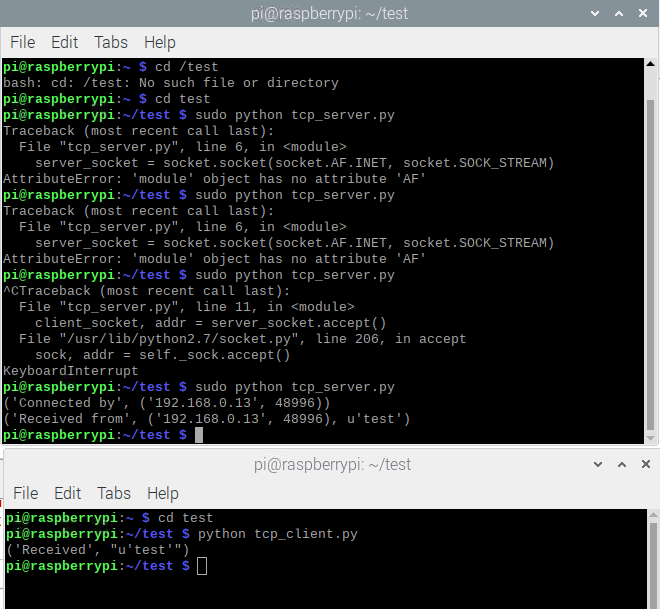 pi@raspberrypi: ~/test
File Edit Tabs Help
pi@raspberrypi:~ $ cd /test
bash: cd: /test: No such file or directory
pi@raspberrypi:~ $ cd test
pi@raspberrypi:~/test $ sudo python tcp_server.py
Traceback (most recent call last):
  File "tcp_server.py", line 6, in <module>
    server_socket = socket.socket(socket.AF.INET, socket.SOCK_STREAM)
AttributeError: 'module' object has no attribute 'AF'
pi@raspberrypi:~/test $ sudo python tcp_server.py
Traceback (most recent call last):
  File "tcp_server.py", line 6, in <module>
    server_socket = socket.socket(socket.AF.INET, socket.SOCK_STREAM)
AttributeError: 'module' object has no attribute 'AF'
pi@raspberrypi:~/test $ sudo python tcp_server.py
^CTraceback (most recent call last):
  File "tcp_server.py", line 11, in <module>
    client_socket, addr = server_socket.accept()
  File "/usr/lib/python2.7/socket.py", line 206, in accept
    sock, addr = self._sock.accept()
KeyboardInterrupt
pi@raspberrypi:~/test $ sudo python tcp_server.py
('Connected by', ('192.168.0.13', 48996))
('Received from', ('192.168.0.13', 48996), u'test')
pi@raspberrypi:~/test $
pi@raspberrypi: ~/test
File Edit Tabs Help
pi@raspberrypi:~ $ cd test
pi@raspberrypi:~/test $ python tcp_client.py
('Received', "u'test'")
pi@raspberrypi:~/test $